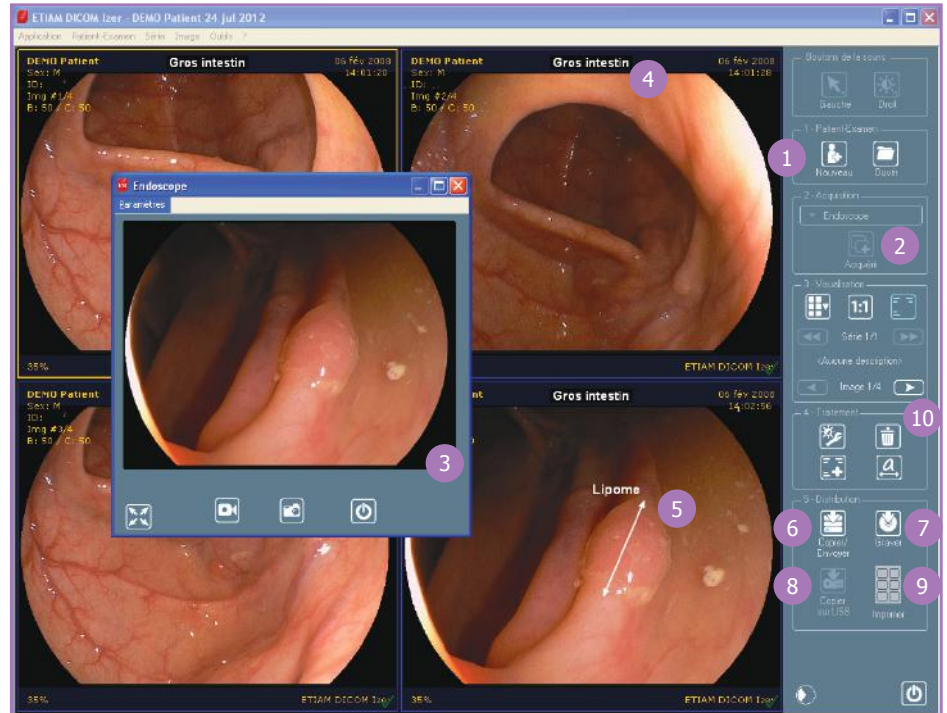 ETIAM DICOM Izer - DEMO Patient 24 jul 2012
Application Patient-Examen Série Image Outils ?
DEMO Patient
Sex: M
ID:
Img #1/4
B: 50 / C: 50
Gros intestin
06 fév 2008
14:01:20
35%
DEMO Patient
Sex: M
ID:
Img #2/4
B: 50 / C: 50
Gros intestin
06 fév 2008
14:01:28
4
ETIAM DICOM Izer
Endoscope
Paramètres
3
DEMO Patient
Sex: M
ID:
Img #3/4
B: 50 / C: 50
35%
ETIAM DICOM Izer
nt
Gros intestin
06 fév 2008
14:02:56
Lipome
5
35%
ETIAM DICOM Izer
Boutons de la souris
Gauche Droit
1 - Patient-Examen
1
Nouveau Ouvrir
2 - Acquisition
Endoscope
2
Acquérir
3 - Visualisation
1:1
Série 1/1
<Aucune description>
Image 1/4
10
4 - Traitement
a
5 - Distribution
6
Copier/
Envoyer
Graver
7
8
Copier
sur USB
Imprimer
9